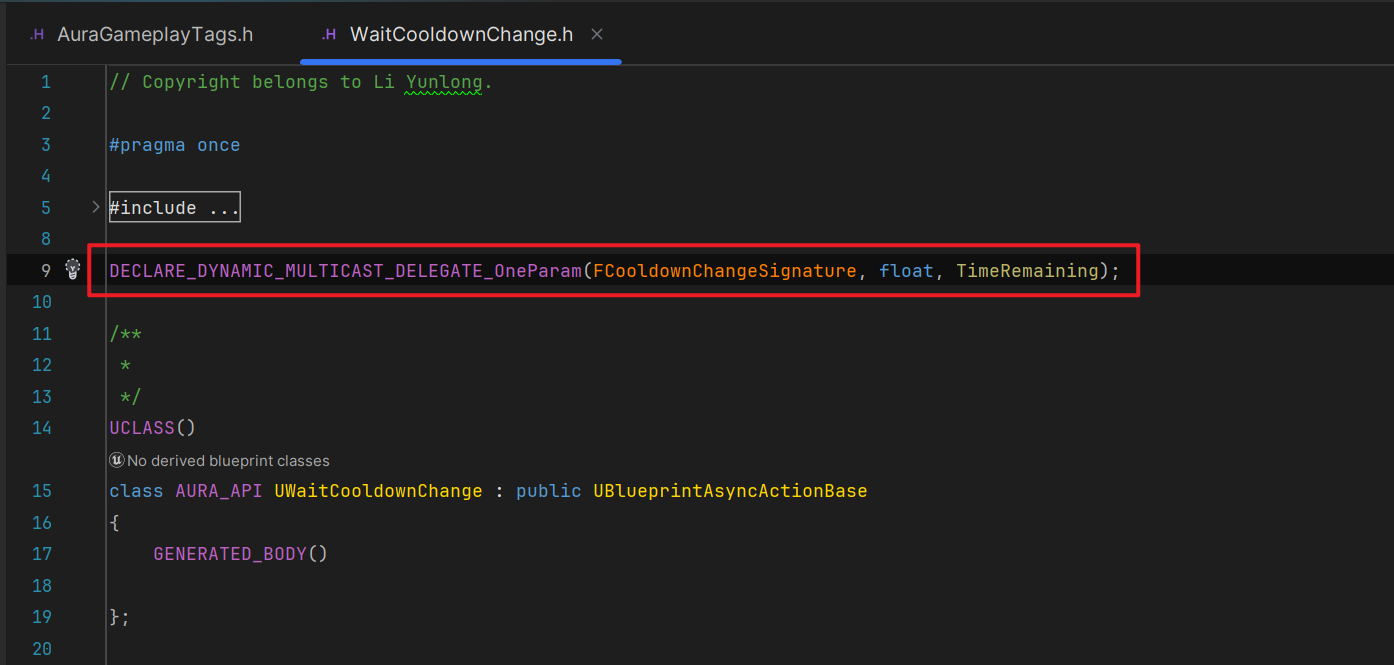 .H AuraGameplayTags.h .H WaitCooldownChange.h
1 // Copyright belongs to Li Yunlong.
2
3 #pragma once
4
5 #include ...
8
9 DECLARE_DYNAMIC_MULTICAST_DELEGATE_OneParam(FCooldownChangeSignature, float, TimeRemaining);
10
11 /**
12 *
13 */
14 UCLASS()
No derived blueprint classes
15 class AURA_API UWaitCooldownChange : public UBlueprintAsyncActionBase
16 {
17 GENERATED_BODY()
18
19 };
20